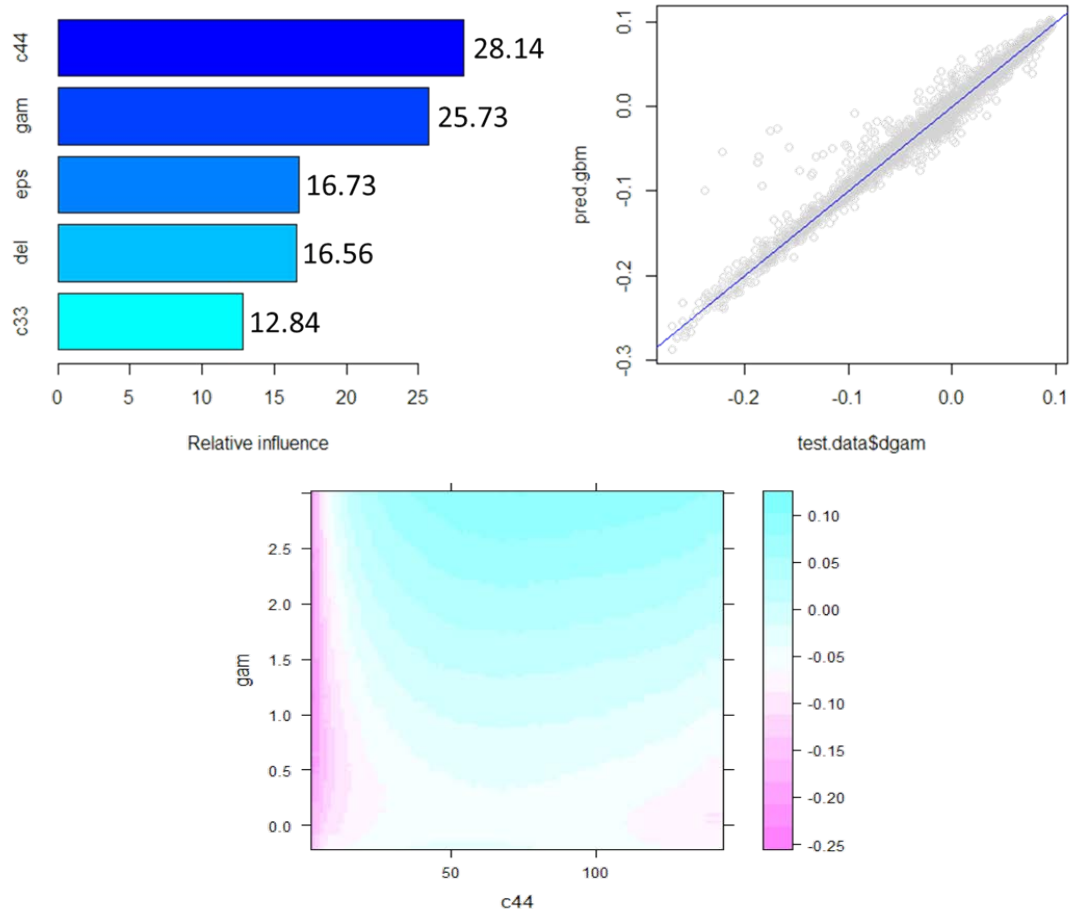 c44
28.14
gam
25.73
eps
16.73
del
16.56
c33
12.84
0 5 10 15 20 25
Relative influence
0.1
0.0
-0.1
-0.2
-0.3
pred.gbm
-0.2 -0.1 0.0 0.1
test.data$dgam
2.5
2.0
1.5
1.0
0.5
0.0
gam
50 100
c44
0.10
0.05
0.00
-0.05
-0.10
-0.15
-0.20
-0.25